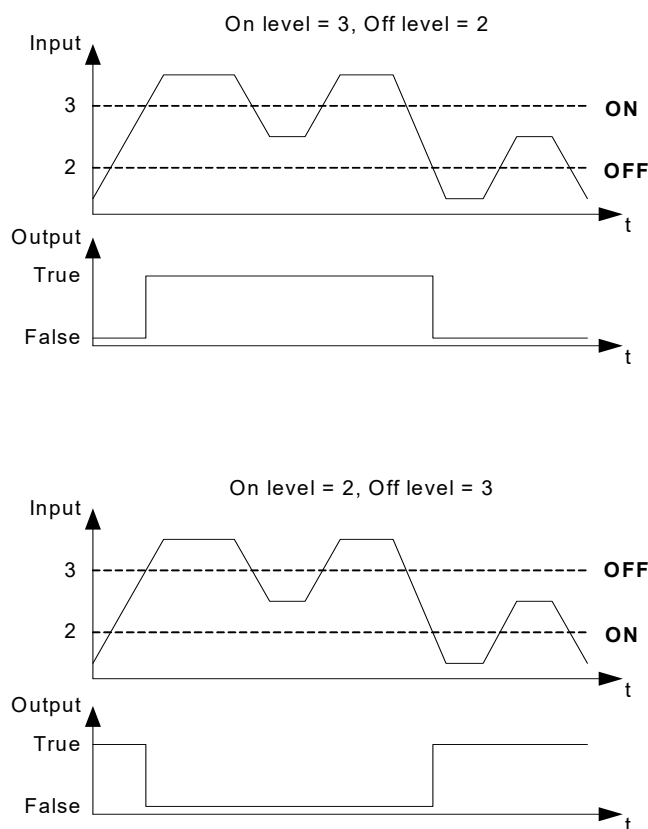 On level = 3, Off level = 2
Input
3
ON
2
OFF
t
Output
True
False
t
On level = 2, Off level = 3
Input
3
OFF
2
ON
t
Output
True
False
t